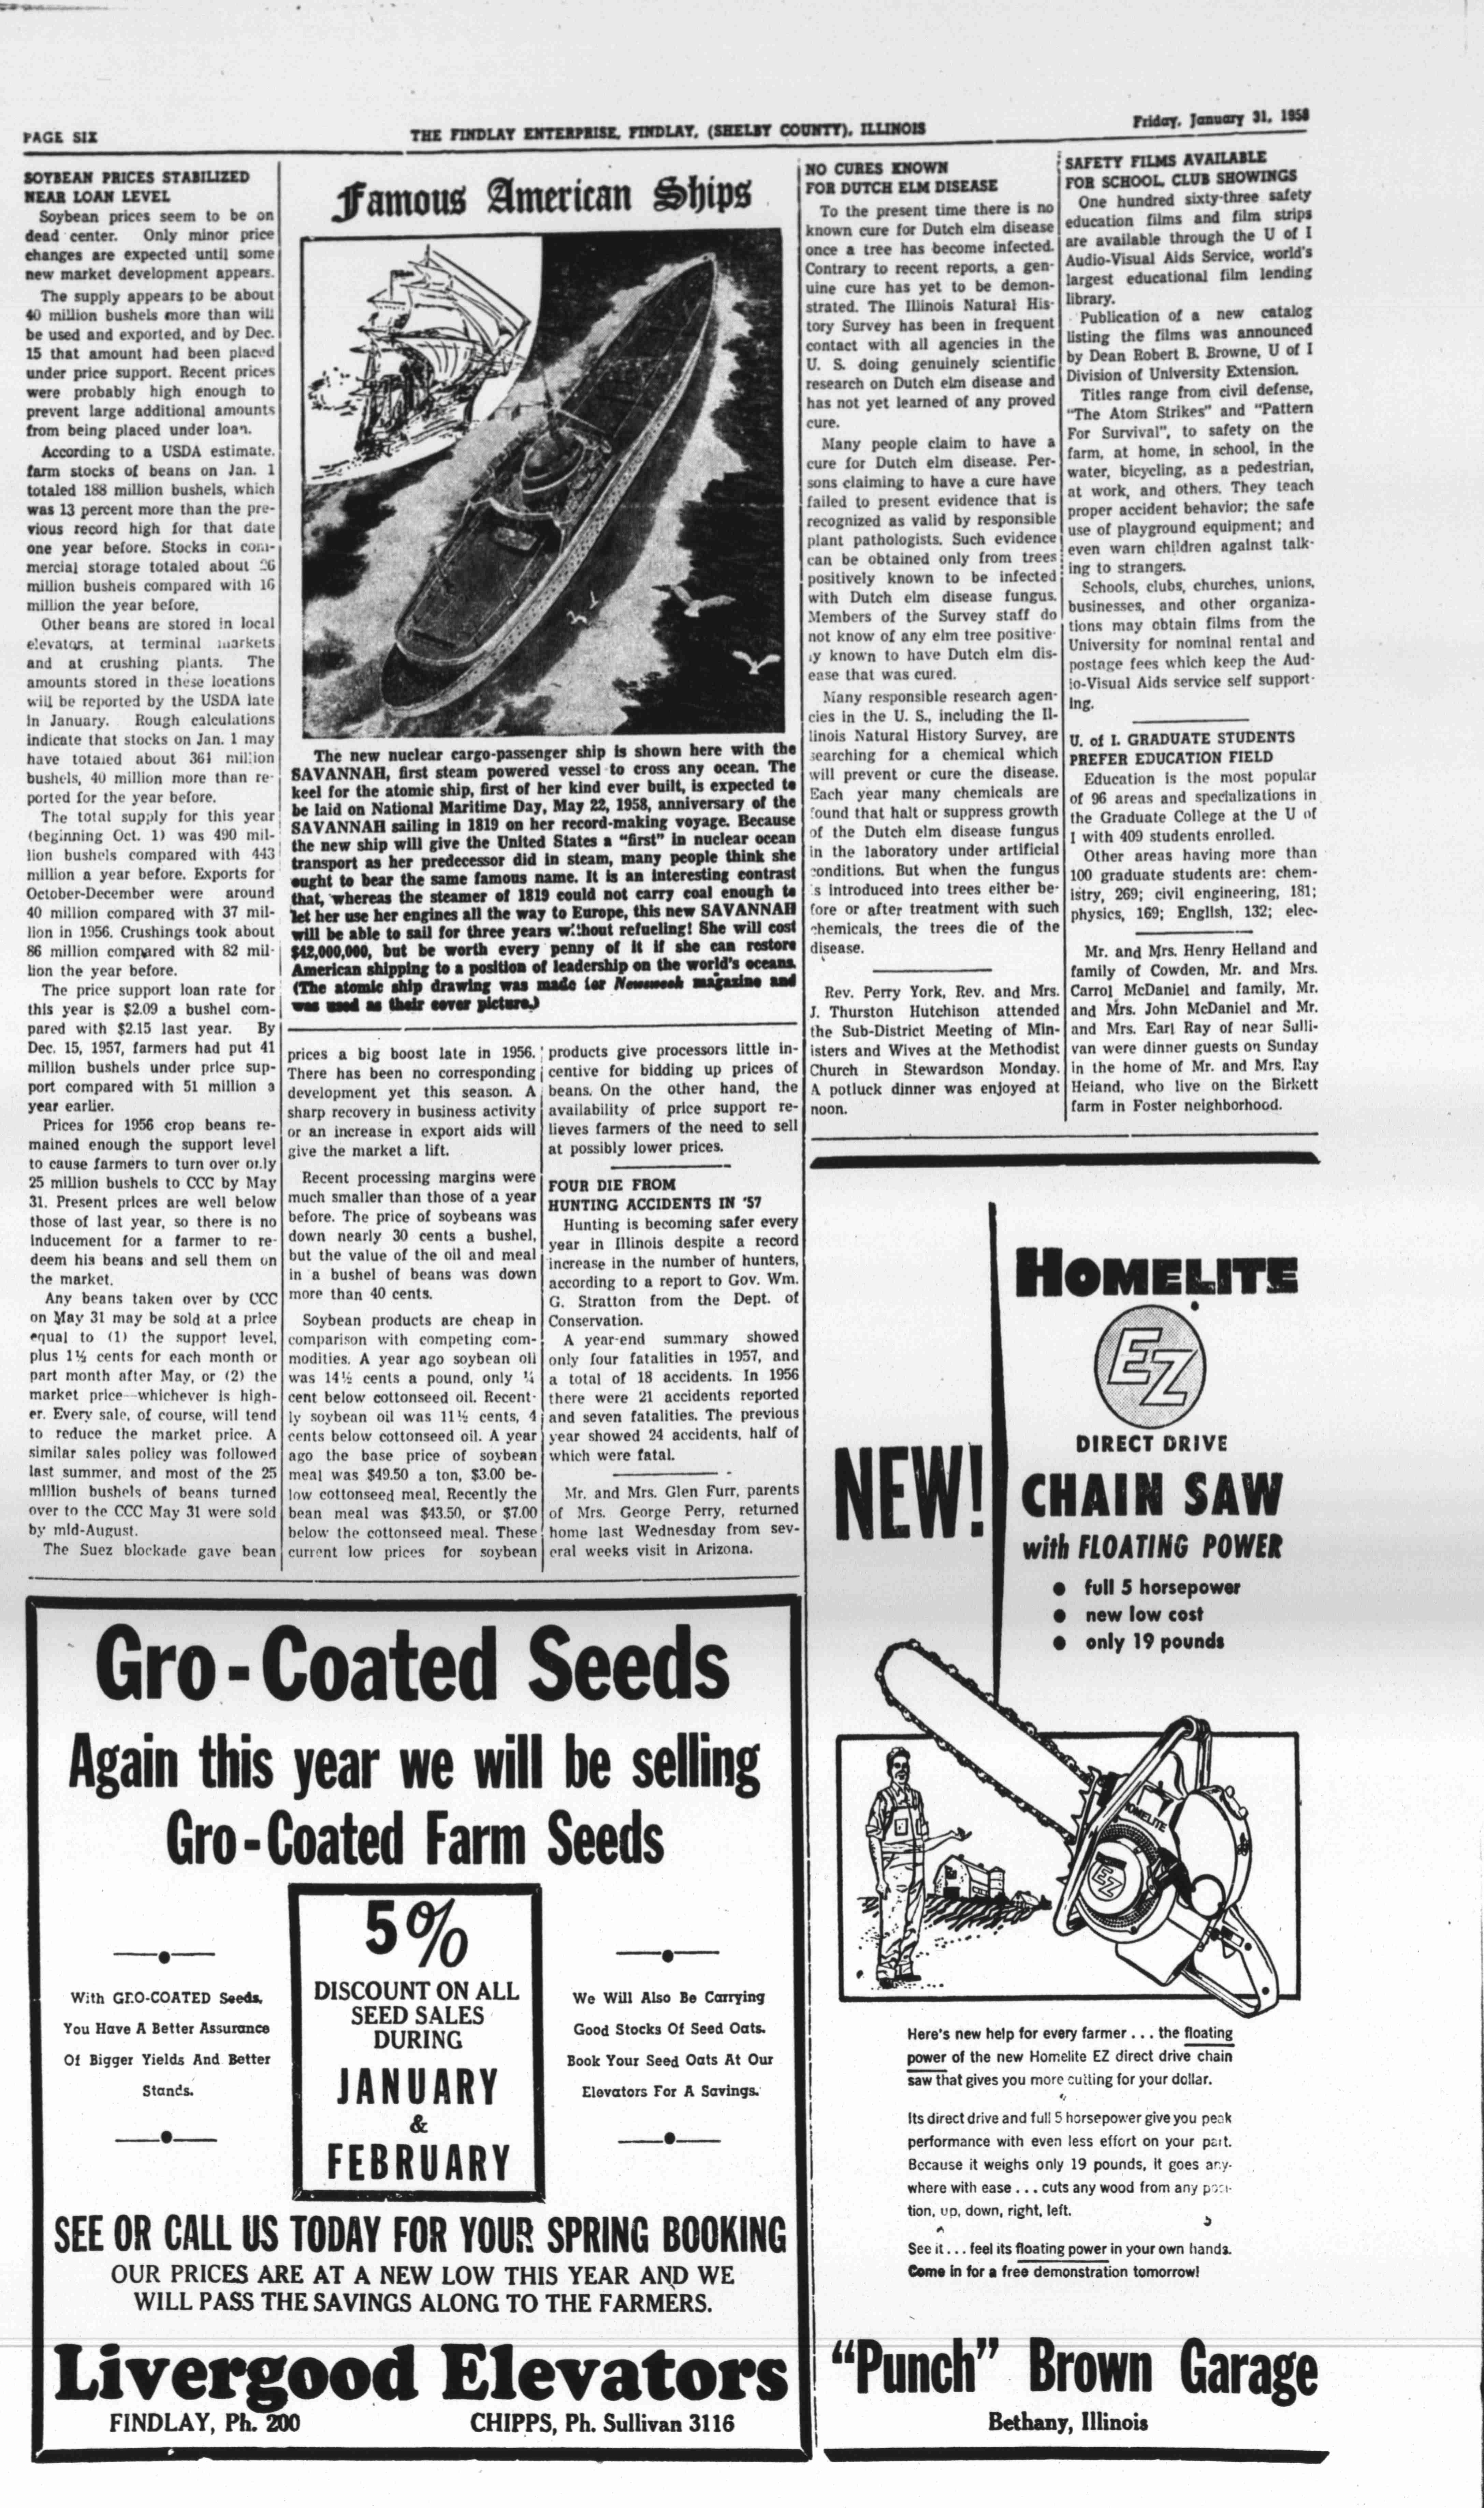 PAGE SIX
THE FINDLAY ENTERPRISE, FINDLAY, (SHELBY COUNTY), ILLINOIS
Friday, January 31, 1958
SOYBEAN PRICES STABILIZED
NEAR LOAN LEVEL
Soybean prices seem to be on
dead center. Only minor price
changes are expected until some
new market development appears.
The supply appears to be about
40 million bushels more than will
be used and exported, and by Dec.
15 that amount had been placed
under price support. Recent prices
were probably high enough to
prevent large additional amounts
from being placed under loan.
According to a USDA estimate,
farm stocks of beans on Jan. 1
totaled 188 million bushels, which
was 13 percent more than the pre-
vious record high for that date
one year before. Stocks in com-
mercial storage totaled about 26
million bushels compared with 16
million the year before.
Other beans are stored in local
elevators, at terminal markets
and at crushing plants. The
amounts stored in these locations
will be reported by the USDA late
in January. Rough calculations
indicate that stocks on Jan. 1 may
have totaled about 361 million
bushels, 40 million more than re-
ported for the year before.
The total supply for this year
(beginning Oct. 1) was 490 mil-
lion bushels compared with 443
million a year before. Exports for
October-December were around
40 million compared with 37 mil-
lion in 1956. Crushings took about
86 million compared with 82 mil-
lion the year before.
The price support loan rate for
this year is $2.09 a bushel com-
pared with $2.15 last year. By
Dec. 15, 1957, farmers had put 41
million bushels under price sup-
port compared with 51 million a
year earlier.
Prices for 1956 crop beans re-
mained enough the support level
to cause farmers to turn over only
25 million bushels to CCC by May
31. Present prices are well below
those of last year, so there is no
inducement for a farmer to re-
deem his beans and sell them on
the market.
Any beans taken over by CCC
on May 31 may be sold at a price
equal to (1) the support level,
plus 1½ cents for each month or
part month after May, or (2) the
market price—whichever is high-
er. Every sale, of course, will tend
to reduce the market price. A
similar sales policy was followed
last summer, and most of the 25
million bushels of beans turned
over to the CCC May 31 were sold
by mid-August.
The Suez blockade gave bean
Famous American Ships
The new nuclear cargo-passenger ship is shown here with the
SAVANNAH, first steam powered vessel to cross any ocean. The
keel for the atomic ship, first of her kind ever built, is expected to
be laid on National Maritime Day, May 22, 1958, anniversary of the
SAVANNAH sailing in 1819 on her record-making voyage. Because
the new ship will give the United States a "first" in nuclear ocean
transport as her predecessor did in steam, many people think she
ought to bear the same famous name. It is an interesting contrast
that, whereas the steamer of 1819 could not carry coal enough to
let her use her engines all the way to Europe, this new SAVANNAH
will be able to sail for three years without refueling! She will cost
$42,000,000, but be worth every penny of it if she can restore
American shipping to a position of leadership on the world's oceans.
(The atomic ship drawing was made for Newsweek magazine and
was used as their cover picture.)
prices a big boost late in 1956.
There has been no corresponding
development yet this season. A
sharp recovery in business activity
or an increase in export aids will
give the market a lift.
Recent processing margins were
much smaller than those of a year
before. The price of soybeans was
down nearly 30 cents a bushel,
but the value of the oil and meal
in a bushel of beans was down
more than 40 cents.
Soybean products are cheap in
comparison with competing com-
modities. A year ago soybean oil
was 14½ cents a pound, only ¼
cent below cottonseed oil. Recent-
ly soybean oil was 11½ cents, 4
cents below cottonseed oil. A year
ago the base price of soybean
meal was $49.50 a ton, $3.00 be-
low cottonseed meal. Recently the
bean meal was $43.50, or $7.00
below the cottonseed meal. These
current low prices for soybean
products give processors little in-
centive for bidding up prices of
beans. On the other hand, the
availability of price support re-
lieves farmers of the need to sell
at possibly lower prices.
FOUR DIE FROM
HUNTING ACCIDENTS IN '57
Hunting is becoming safer every
year in Illinois despite a record
increase in the number of hunters,
according to a report to Gov. Wm.
G. Stratton from the Dept. of
Conservation.
A year-end summary showed
only four fatalities in 1957, and
a total of 18 accidents. In 1956
there were 21 accidents reported
and seven fatalities. The previous
year showed 24 accidents, half of
which were fatal.
Mr. and Mrs. Glen Furr, parents
of Mrs. George Perry, returned
home last Wednesday from sev-
eral weeks visit in Arizona.
NO CURES KNOWN
FOR DUTCH ELM DISEASE
To the present time there is no
known cure for Dutch elm disease
once a tree has become infected.
Contrary to recent reports, a gen-
uine cure has yet to be demon-
strated. The Illinois Natural His-
tory Survey has been in frequent
contact with all agencies in the
U. S. doing genuinely scientific
research on Dutch elm disease and
has not yet learned of any proved
cure.
Many people claim to have a
cure for Dutch elm disease. Per-
sons claiming to have a cure have
failed to present evidence that is
recognized as valid by responsible
plant pathologists. Such evidence
can be obtained only from trees
positively known to be infected
with Dutch elm disease fungus.
Members of the Survey staff do
not know of any elm tree positive-
ly known to have Dutch elm dis-
ease that was cured.
Many responsible research agen-
cies in the U. S., including the Il-
linois Natural History Survey, are
searching for a chemical which
will prevent or cure the disease.
Each year many chemicals are
found that halt or suppress growth
of the Dutch elm disease fungus
in the laboratory under artificial
conditions. But when the fungus
is introduced into trees either be-
fore or after treatment with such
chemicals, the trees die of the
disease.
Rev. Perry York, Rev. and Mrs.
J. Thurston Hutchison attended
the Sub-District Meeting of Min-
isters and Wives at the Methodist
Church in Stewardson Monday.
A potluck dinner was enjoyed at
noon.
SAFETY FILMS AVAILABLE
FOR SCHOOL CLUB SHOWINGS
One hundred sixty-three safety
education films and film strips
are available through the U of I
Audio-Visual Aids Service, world's
largest educational film lending
library.
Publication of a new catalog
listing the films was announced
by Dean Robert B. Browne, U of I
Division of University Extension.
Titles range from civil defense,
"The Atom Strikes" and "Pattern
For Survival", to safety on the
farm, at home, in school, in the
water, bicycling, as a pedestrian,
at work, and others. They teach
proper accident behavior; the safe
use of playground equipment; and
even warn children against talk-
ing to strangers.
Schools, clubs, churches, unions,
businesses, and other organiza-
tions may obtain films from the
University for nominal rental and
postage fees which keep the Aud-
io-Visual Aids service self support-
ing.
U. of I. GRADUATE STUDENTS
PREFER EDUCATION FIELD
Education is the most popular
of 96 areas and specializations in
the Graduate College at the U of
I with 409 students enrolled.
Other areas having more than
100 graduate students are: chem-
istry, 269; civil engineering, 181;
physics, 169; English, 132; elec-
Mr. and Mrs. Henry Helland and
family of Cowden, Mr. and Mrs.
Carrol McDaniel and family, Mr.
and Mrs. John McDaniel and Mr.
and Mrs. Earl Ray of near Sulli-
van were dinner guests on Sunday
in the home of Mr. and Mrs. Ray
Heiand, who live on the Birkett
farm in Foster neighborhood.
Gro-Coated Seeds
Again this year we will be selling
Gro-Coated Farm Seeds
With GRO-COATED Seeds,
You Have A Better Assurance
Of Bigger Yields And Better
Stands.
5%
DISCOUNT ON ALL
SEED SALES
DURING
JANUARY
&
FEBRUARY
We Will Also Be Carrying
Good Stocks Of Seed Oats.
Book Your Seed Oats At Our
Elevators For A Savings.
SEE OR CALL US TODAY FOR YOUR SPRING BOOKING
OUR PRICES ARE AT A NEW LOW THIS YEAR AND WE
WILL PASS THE SAVINGS ALONG TO THE FARMERS.
Livergood Elevators
FINDLAY, Ph. 200
CHIPPS, Ph. Sullivan 3116
NEW!
HOMELITE
EZ
DIRECT DRIVE
CHAIN SAW
with FLOATING POWER
• full 5 horsepower
• new low cost
• only 19 pounds
HOMELITE
EZ
Here's new help for every farmer . . . the floating
power of the new Homelite EZ direct drive chain
saw that gives you more cutting for your dollar.
Its direct drive and full 5 horsepower give you peak
performance with even less effort on your part.
Because it weighs only 19 pounds, it goes any-
where with ease . . . cuts any wood from any posi-
tion, up, down, right, left.
See it . . . feel its floating power in your own hands.
Come in for a free demonstration tomorrow!
"Punch" Brown Garage
Bethany, Illinois